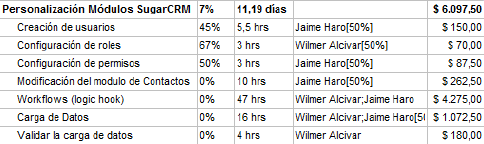 Personalización Módulos SugarCRM 7% 11,19 días $ 6.097,50
Creación de usuarios 45% 5,5 hrs Jaime Haro[50%] $ 150,00
Configuración de roles 67% 3 hrs Wilmer Alcivar[50%] $ 70,00
Configuración de permisos 50% 3 hrs Jaime Haro[50%] $ 87,50
Modificación del modulo de Contactos 0% 10 hrs Jaime Haro[50%] $ 262,50
Workflows (logic hook) 0% 47 hrs Wilmer Alcivar;Jaime Haro $ 4.275,00
Carga de Datos 0% 16 hrs Wilmer Alcivar;Jaime Haro[5 $ 1.072,50
Validar la carga de datos 0% 4 hrs Wilmer Alcivar $ 180,00